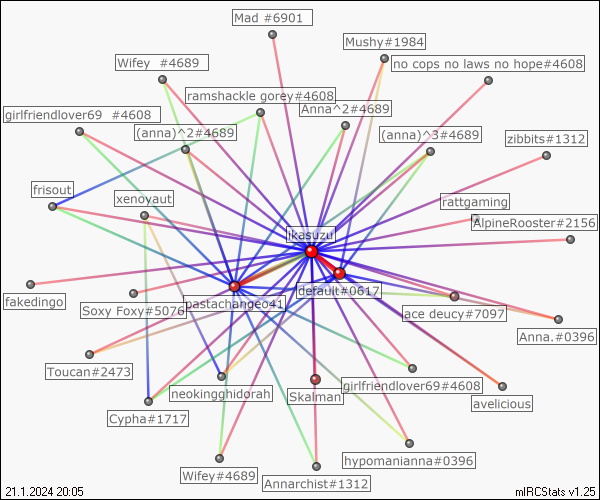 Mad #6901
Mushy#1984
Wifey  #4689
no cops no laws no hope#4608
ramshackle gorey#4608
Anna^2#4689
girlfriendlover69  #4608
(anna)^2#4689
(anna)^3#4689
zibbits#1312
frisout
xenoyaut
rattgaming
AlpineRooster#2156
ikasuzu
default#0617
fakedingo
Soxy Foxy#5076
pastachangeo41
ace deucy#7097
Anna.#0396
Toucan#2473
neokingghidorah
girlfriendlover69#4608
Skalman
avelicious
Cypha#1717
hypomanianna#0396
Wifey#4689
Annarchist#1312
21.1.2024 20:05
mIRCStats v1.25